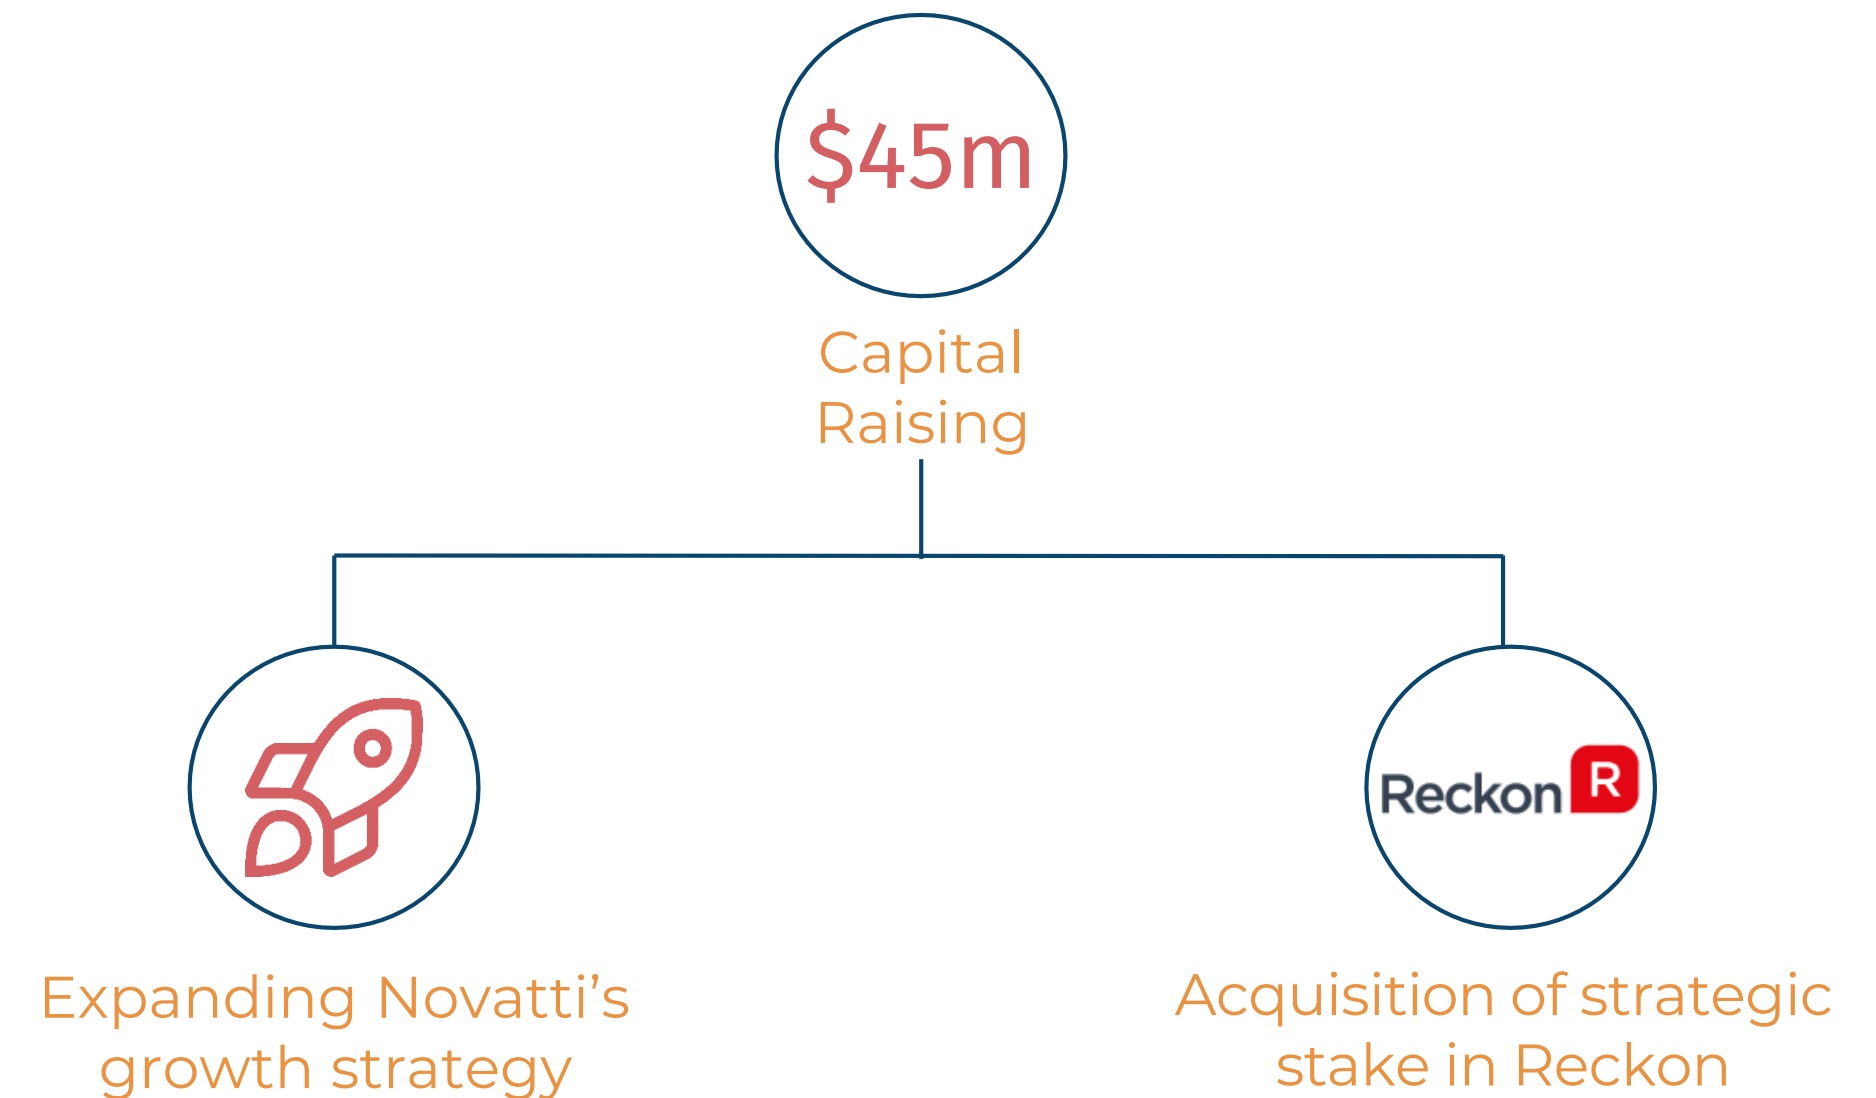 $45m
Capital
Raising
Reckon R
Expanding Novatti’s
growth strategy
Acquisition of strategic
stake in Reckon